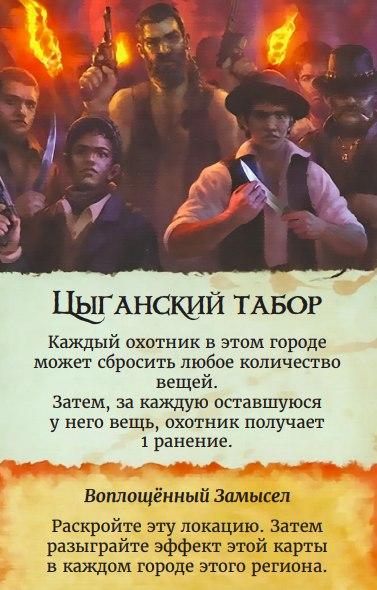 Цыганский табор
Каждый охотник в этом городе
может сбросить любое количество
вещей.
Затем, за каждую оставшуюся
у него вещь, охотник получает
1 ранение.
Воплощённый Замысел
Раскройте эту локацию. Затем
разыграйте эффект этой карты
в каждом городе этого региона.